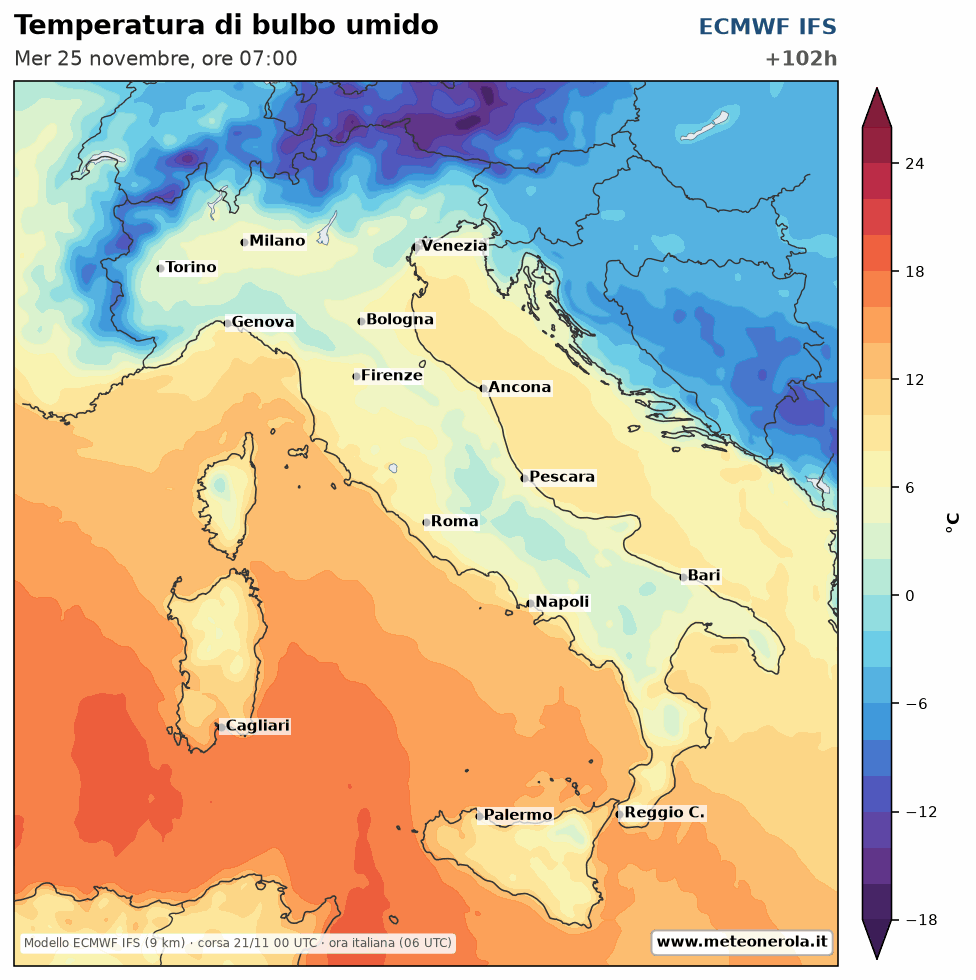 Temperatura di bulbo umido
ECMWF IFS
Mer 25 novembre, ore 07:00
+102h
Milano
Venezia
Torino
Genova
Bologna
Firenze
Ancona
Pescara
Roma
Bari
Napoli
Cagliari
Palermo
Reggio C.
24
18
12
6
0
−6
−12
−18
°C
Modello ECMWF IFS (9 km) · corsa 21/11 00 UTC · ora italiana (06 UTC)
www.meteonerola.it